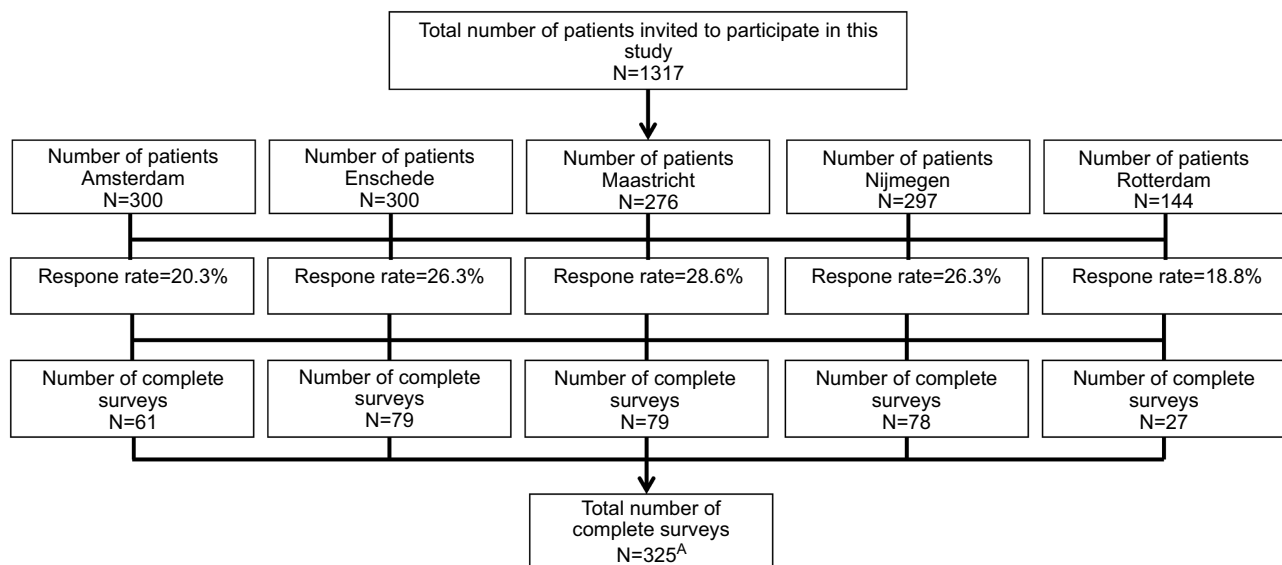 Total number of patients invited to participate in this
study
N=1317
Number of patients
Amsterdam
N=300
Number of patients
Enschede
N=300
Number of patients
Maastricht
N=276
Number of patients
Nijmegen
N=297
Number of patients
Rotterdam
N=144
Respone rate=20.3%
Respone rate=26.3%
Respone rate=28.6%
Respone rate=26.3%
Respone rate=18.8%
Number of complete
surveys
N=61
Number of complete
surveys
N=79
Number of complete
surveys
N=79
Number of complete
surveys
N=78
Number of complete
surveys
N=27
Total number of
complete surveys
N=325ᴬ